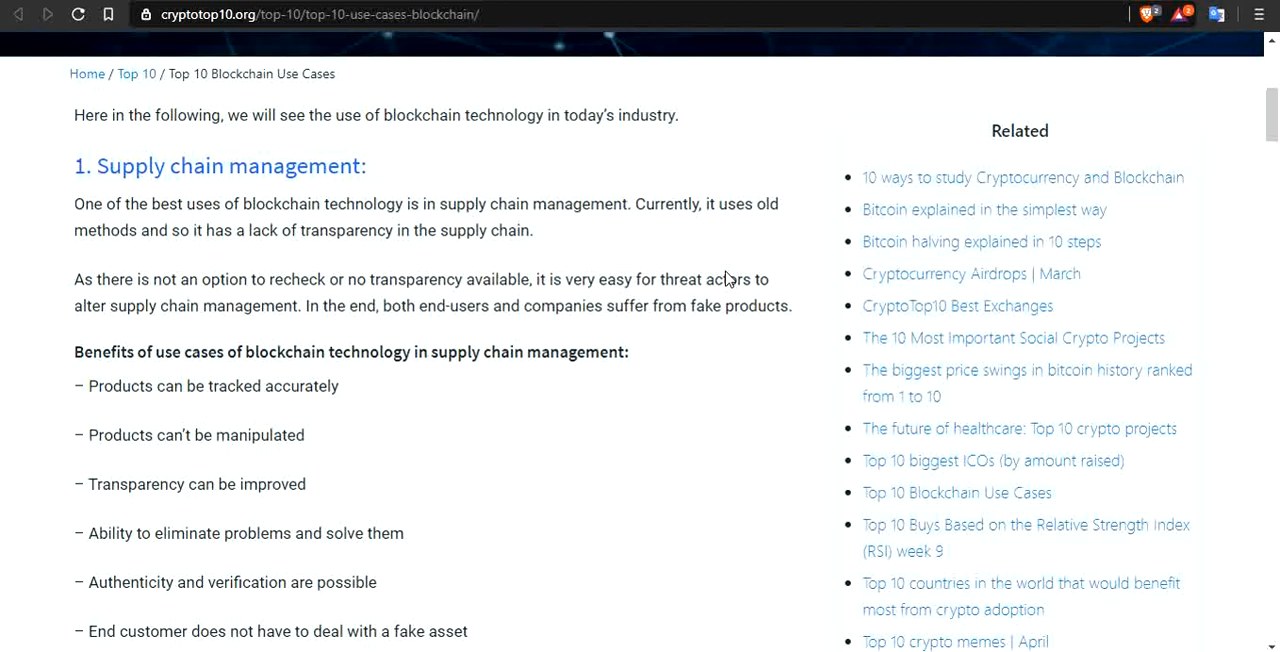 cryptotop10.org/top-10/top-10-use-cases-blockchain/
2
2
Home / Top 10 / Top 10 Blockchain Use Cases
Here in the following, we will see the use of blockchain technology in today's industry.
1. Supply chain management:
One of the best uses of blockchain technology is in supply chain management. Currently, it uses old
methods and so it has a lack of transparency in the supply chain.
As there is not an option to recheck or no transparency available, it is very easy for threat actors to
alter supply chain management. In the end, both end-users and companies suffer from fake products.
Benefits of use cases of blockchain technology in supply chain management:
– Products can be tracked accurately
– Products can't be manipulated
– Transparency can be improved
– Ability to eliminate problems and solve them
– Authenticity and verification are possible
– End customer does not have to deal with a fake asset
Related
10 ways to study Cryptocurrency and Blockchain
Bitcoin explained in the simplest way
Bitcoin halving explained in 10 steps
Cryptocurrency Airdrops | March
CryptoTop10 Best Exchanges
The 10 Most Important Social Crypto Projects
The biggest price swings in bitcoin history ranked
from 1 to 10
The future of healthcare: Top 10 crypto projects
Top 10 biggest ICOs (by amount raised)
Top 10 Blockchain Use Cases
Top 10 Buys Based on the Relative Strength Index
(RSI) week 9
Top 10 countries in the world that would benefit
most from crypto adoption
Top 10 crypto memes | April